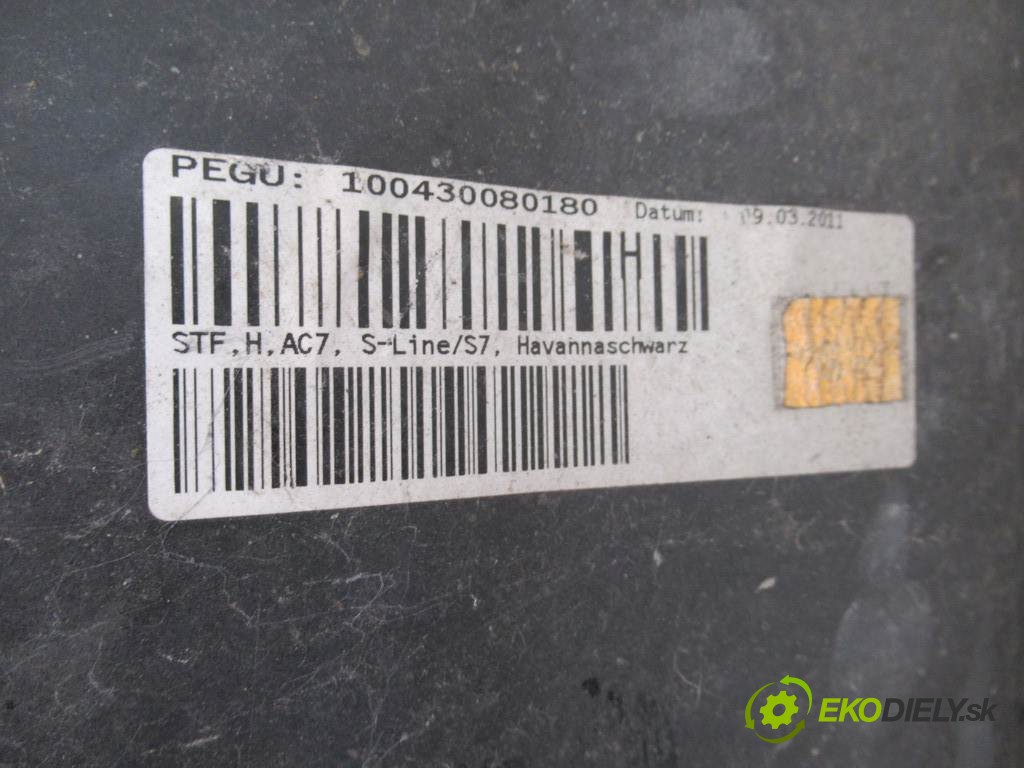 PEGU: 100430080180 Datum: 09.03.2011
H
STF,H,AC7, S-Line/S7, Havannaschwarz
EKODIELY.sk